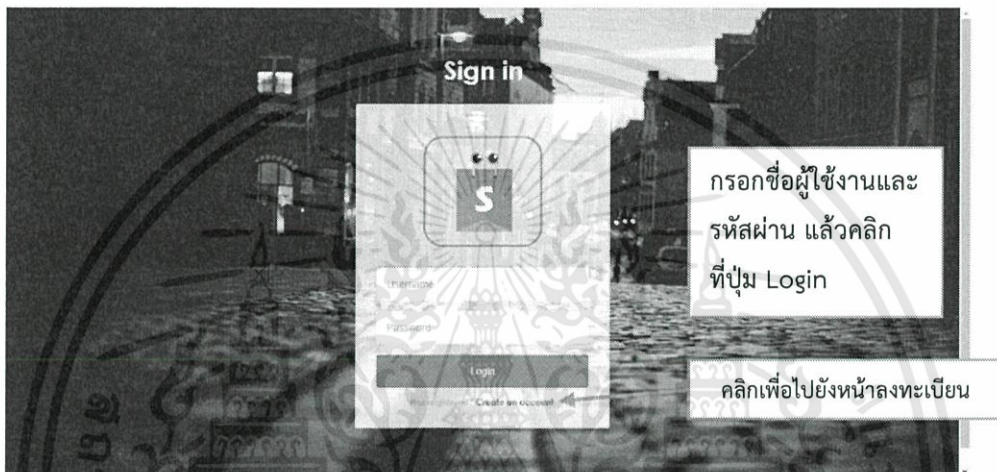 Sign in
S
กรอกชื่อผู้ใช้งานและ
รหัสผ่าน แล้วคลิก
ที่ปุ่ม Login
Username
Password
Login
คลิกเพื่อไปยังหน้าลงทะเบียน
Create an account